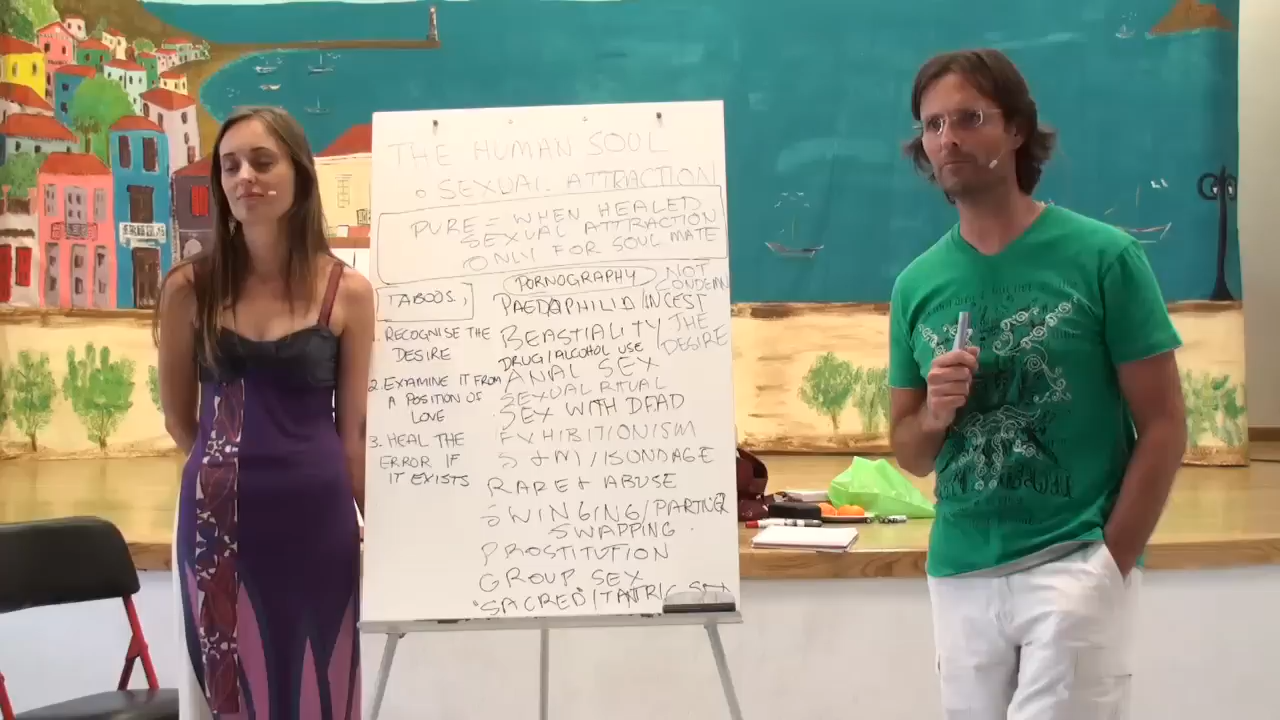 THE HUMAN SOUL
o SEXUAL ATTRACTION
PURE = WHEN HEALED
SEXUAL ATTRACTION
ONLY FOR SOUL MATE
TABOOS:
1. RECOGNISE THE
DESIRE
2. EXAMINE IT FROM
A POSITION OF
LOVE
3. HEAL THE
ERROR IF
IT EXISTS
PORNOGRAPHY
PAEDOPHILIA/INCEST
BEASTIALITY/
DRUG/ALCOHOL USE
ANAL SEX
SEXUAL RITUAL
SEX WITH DEAD
EXHIBITIONISM
S+M/BONDAGE
RAPE + ABUSE
SWINGING/PARTNER
SWAPPING
PROSTITUTION
GROUP SEX
NOT
CONDEMN
THE
DESIRE